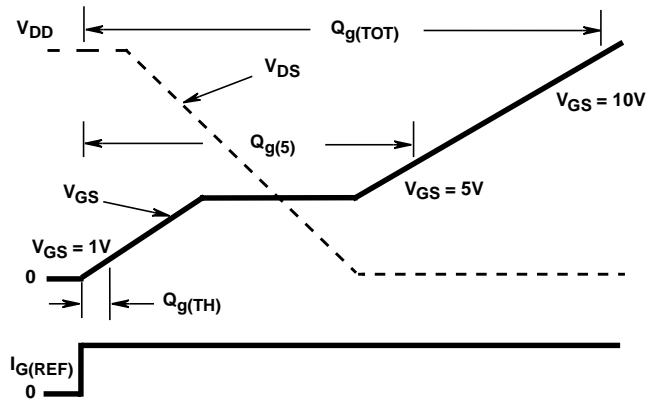 V_DD
Q_g(TOT)
V_DS
V_GS = 10V
Q_g(5)
V_GS
V_GS = 5V
V_GS = 1V
0
Q_g(TH)
I_G(REF)
0